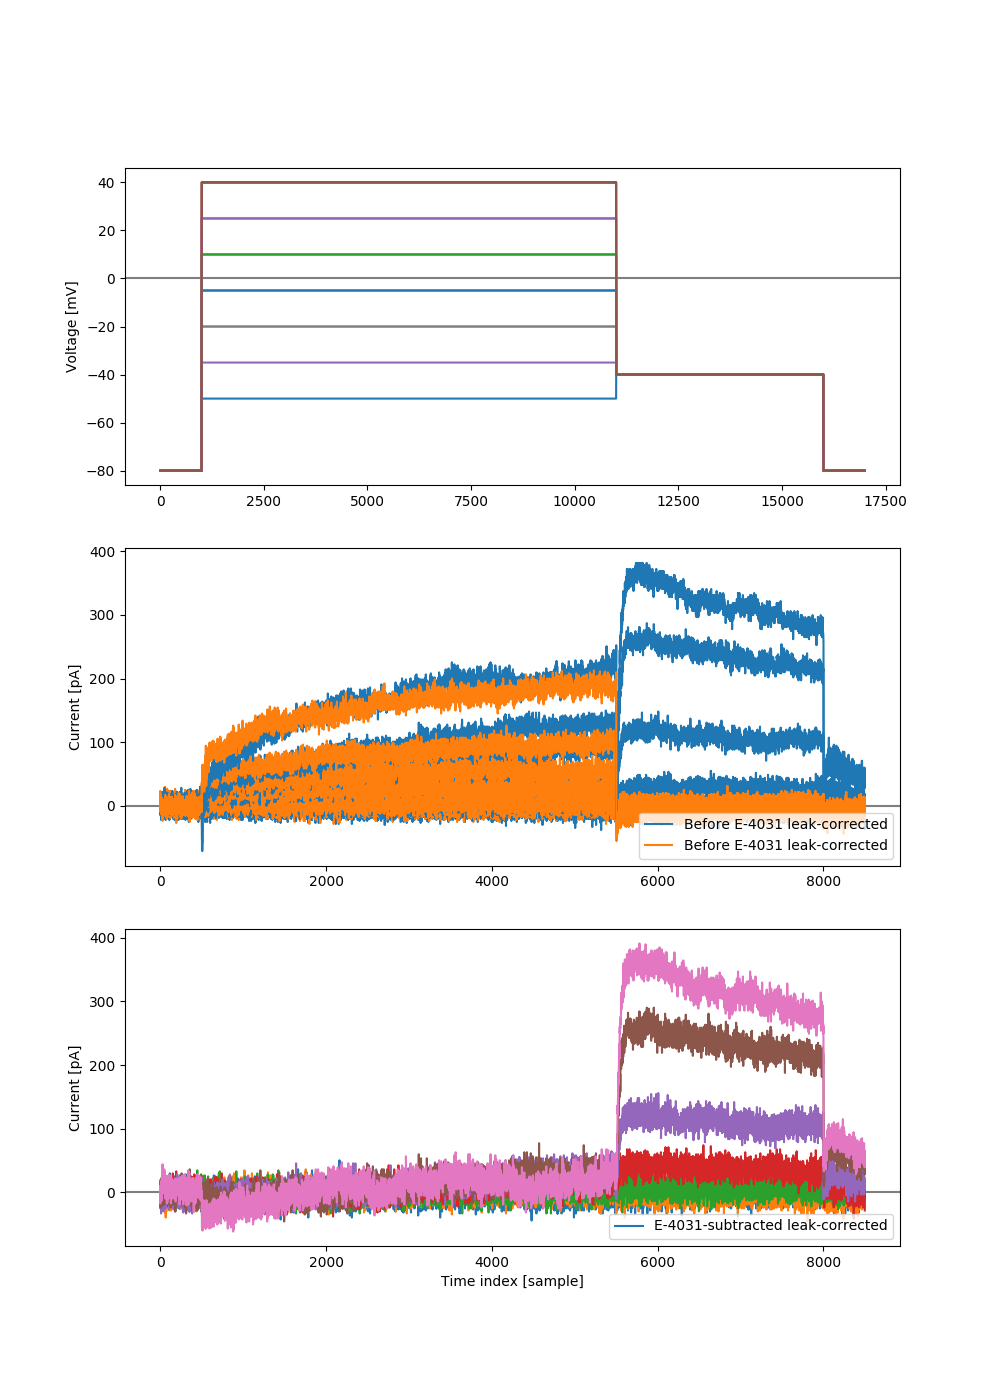 40
20
0
−20
−40
−60
−80
Voltage [mV]
0 2500 5000 7500 10000 12500 15000 17500
400
300
200
100
0
Current [pA]
Before E-4031 leak-corrected
Before E-4031 leak-corrected
0 2000 4000 6000 8000
400
300
200
100
0
Current [pA]
E-4031-subtracted leak-corrected
0 2000 4000 6000 8000
Time index [sample]